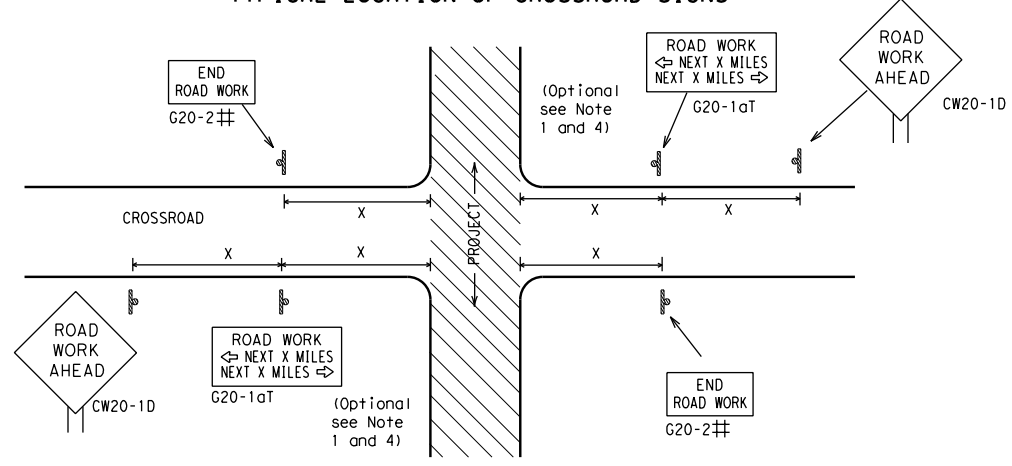 TYPICAL LOCATION OF CROSSROAD SIGNS
END
ROAD WORK
G20-2#
(Optional
see Note
1 and 4)
ROAD WORK
⇦ NEXT X MILES
NEXT X MILES ⇨
G20-1aT
ROAD
WORK
AHEAD
CW20-1D
CROSSROAD
X
X
X
PROJECT
X
X
X
ROAD
WORK
AHEAD
CW20-1D
ROAD WORK
⇦ NEXT X MILES
NEXT X MILES ⇨
G20-1aT
(Optional
see Note
1 and 4)
END
ROAD WORK
G20-2#